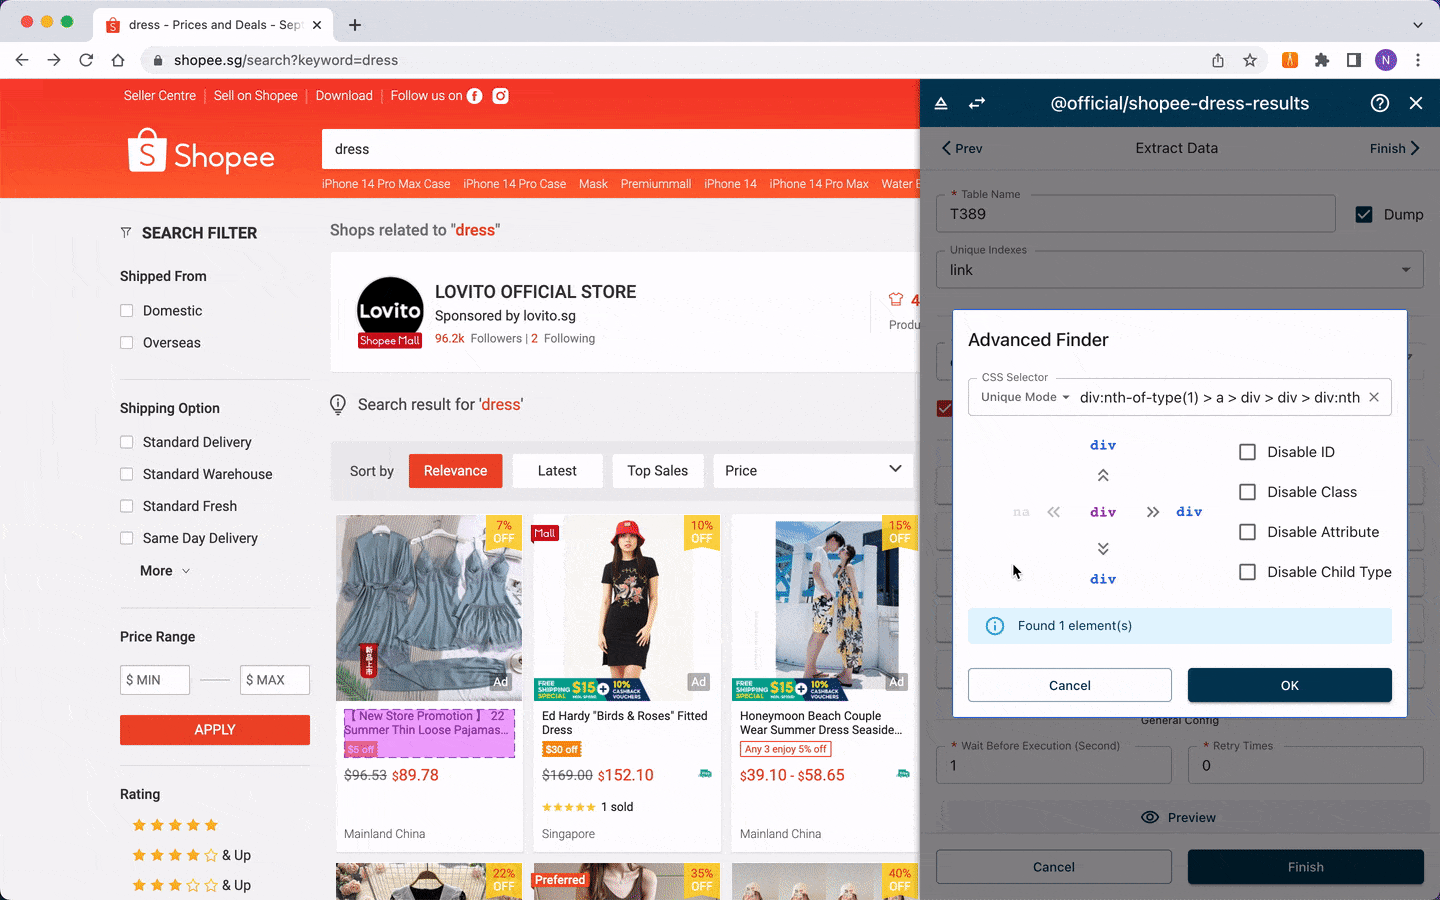 dress - Prices and Deals - Sept
shopee.sg/search?keyword=dress
N
Seller Centre | Sell on Shopee | Download | Follow us on
Shopee
dress
iPhone 14 Pro Max Case iPhone 14 Pro Case Mask Premiummall iPhone 14 iPhone 14 Pro Max Water
SEARCH FILTER
Shipped From
Domestic
Overseas
Shipping Option
Standard Delivery
Standard Warehouse
Standard Fresh
Same Day Delivery
More
Price Range
$ MIN
$ MAX
APPLY
Rating
& Up
& Up
Shops related to "dress"
Lovito
Shopee Mall
LOVITO OFFICIAL STORE
Sponsored by lovito.sg
96.2k Followers | 2 Following
4
Produ
Search result for 'dress'
Sort by
Relevance
Latest
Top Sales
Price
7%
OFF
新品上市
Ad
【 New Store Promotion 】 22
Summer Thin Loose Pajamas...
$5 off
$96.53 $89.78
Mainland China
Mall
10%
OFF
Ad
FREE SHIPPING SPECIAL $15 + 10% CASHBACK VOUCHERS
Ed Hardy "Birds & Roses" Fitted
Dress
$30 off
$169.00 $152.10
1 sold
Singapore
15%
OFF
Ad
FREE SHIPPING SPECIAL $15 + 10% CASHBACK VOUCHERS
Honeymoon Beach Couple
Wear Summer Dress Seaside...
Any 3 enjoy 5% off
$39.10 - $58.65
Mainland China
22%
OFF
Preferred
35%
OFF
40%
OFF
@official/shopee-dress-results
Prev
Extract Data
Finish
* Table Name
T389
Dump
Unique Indexes
link
Advanced Finder
CSS Selector
Unique Mode
div:nth-of-type(1) > a > div > div > div:nth
div
na
div
div
div
Disable ID
Disable Class
Disable Attribute
Disable Child Type
Found 1 element(s)
Cancel
OK
General Config
* Wait Before Execution (Second)
1
* Retry Times
0
Preview
Cancel
Finish